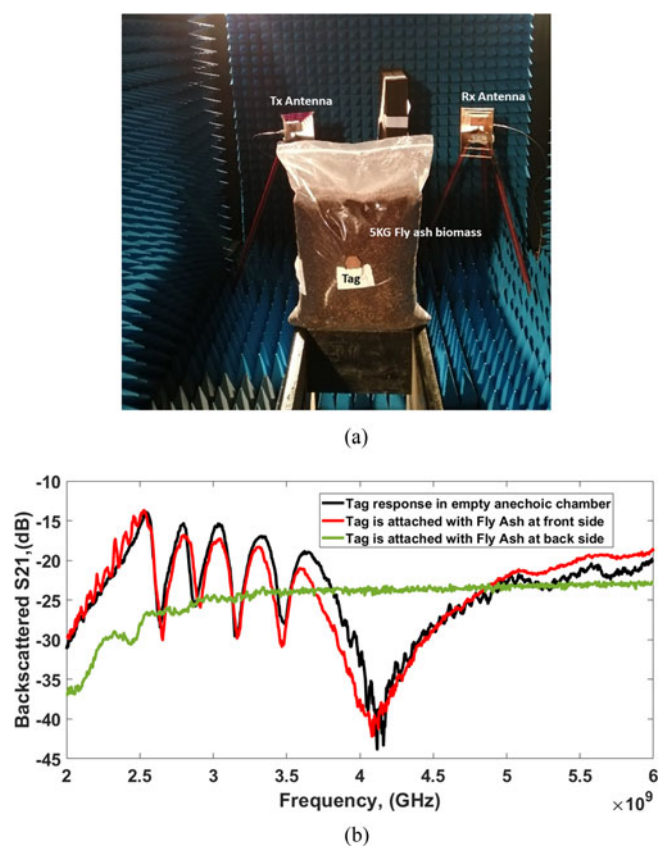 Tx Antenna
Rx Antenna
5KG Fly ash biomass
Tag
(a)
Backscattered S21,(dB)
-10
-15
-20
-25
-30
-35
-40
-45
Tag response in empty anechoic chamber
Tag is attached with Fly Ash at front side
Tag is attached with Fly Ash at back side
2 2.5 3 3.5 4 4.5 5 5.5 6
Frequency, (GHz)
×10⁹
(b)